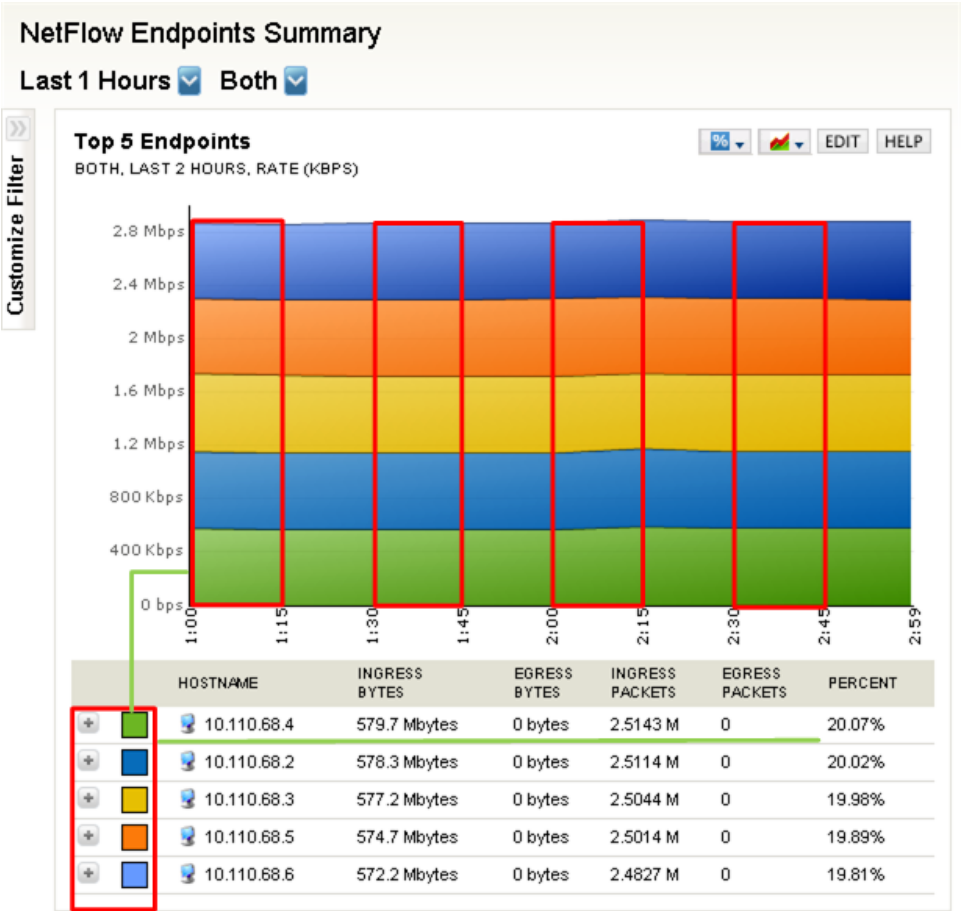 NetFlow Endpoints Summary
Last 1 Hours Both
Customize Filter
Top 5 Endpoints
EDIT HELP
BOTH, LAST 2 HOURS, RATE (KBPS)
2.8 Mbps
2.4 Mbps
2 Mbps
1.6 Mbps
1.2 Mbps
800 Kbps
400 Kbps
0 bps
1:00 1:15 1:30 1:45 2:00 2:15 2:30 2:45 2:59
HOSTNAME INGRESS BYTES EGRESS BYTES INGRESS PACKETS EGRESS PACKETS PERCENT
10.110.68.4 579.7 Mbytes 0 bytes 2.5143 M 0 20.07%
10.110.68.2 578.3 Mbytes 0 bytes 2.5114 M 0 20.02%
10.110.68.3 577.2 Mbytes 0 bytes 2.5044 M 0 19.98%
10.110.68.5 574.7 Mbytes 0 bytes 2.5014 M 0 19.89%
10.110.68.6 572.2 Mbytes 0 bytes 2.4827 M 0 19.81%